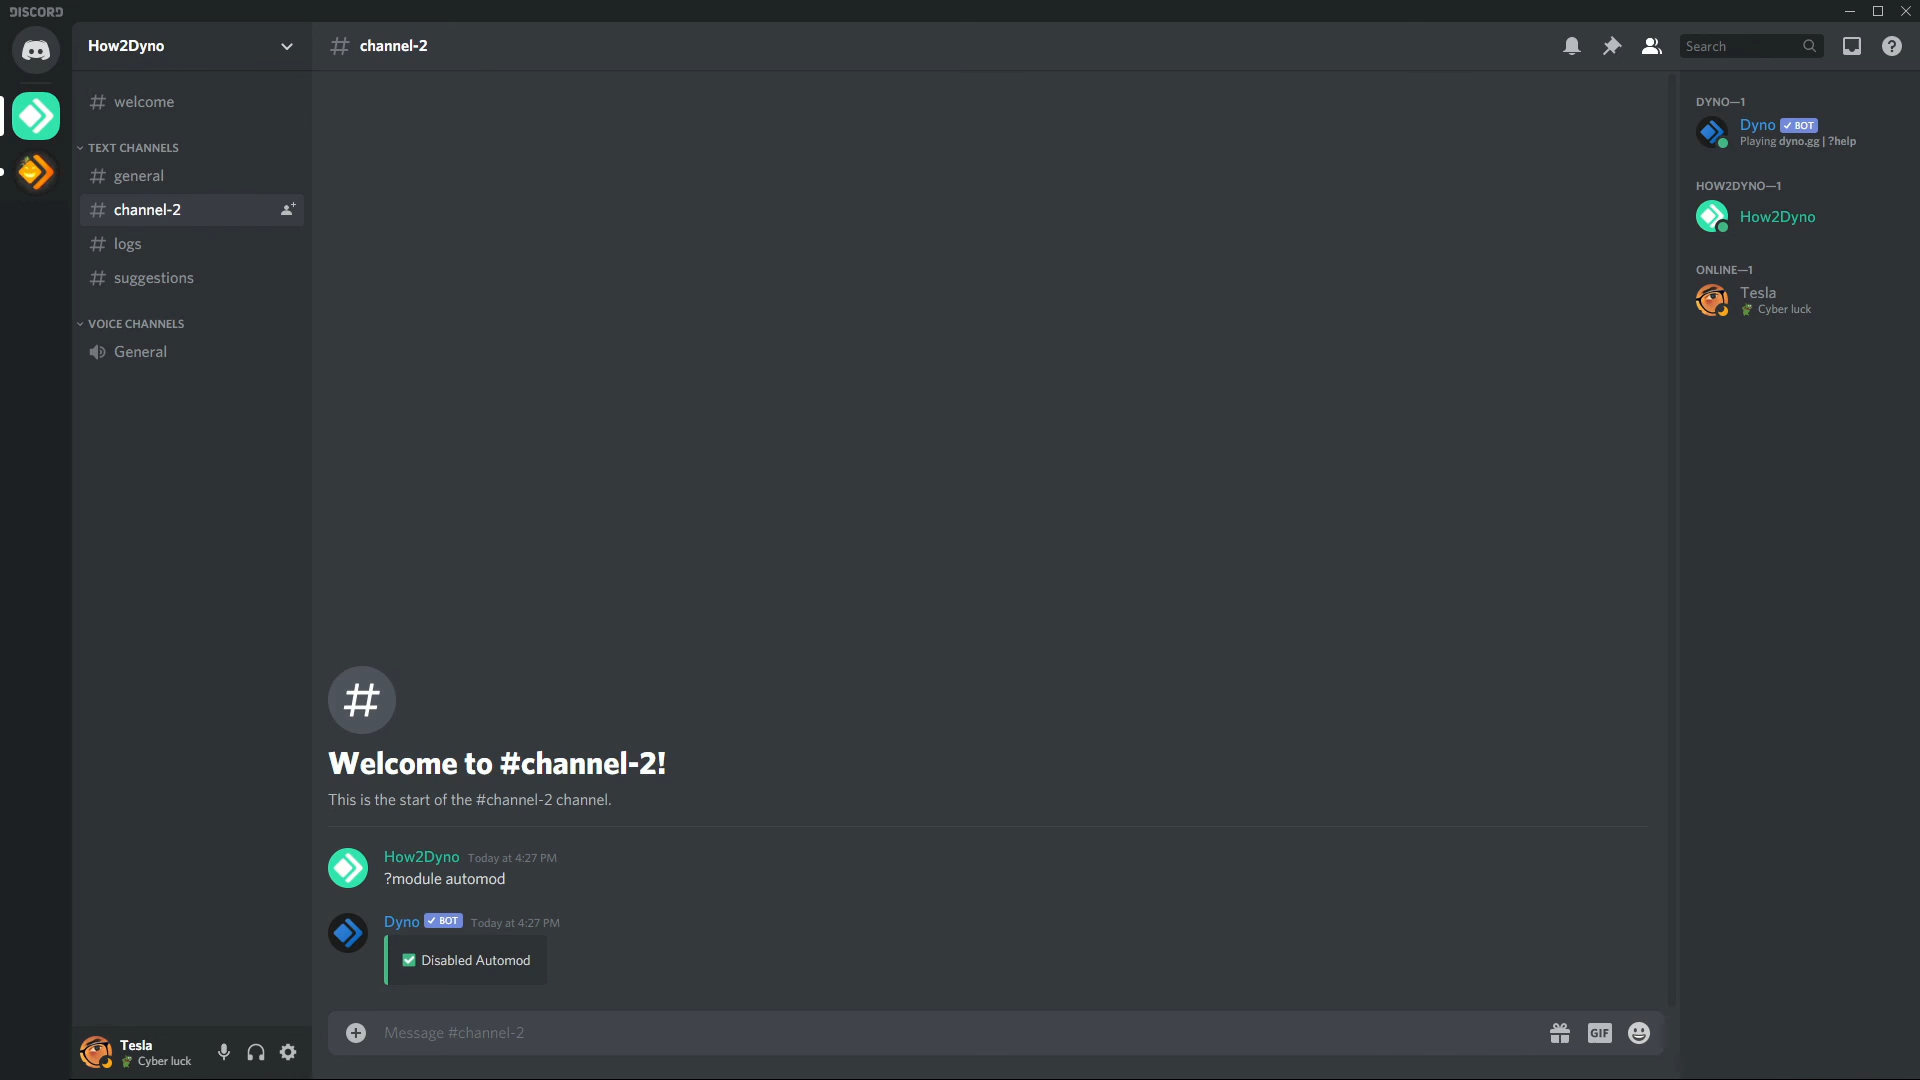 DISCORD
How2Dyno
channel-2
Search
welcome
TEXT CHANNELS
general
channel-2
logs
suggestions
VOICE CHANNELS
General
Welcome to #channel-2!
This is the start of the #channel-2 channel.
How2Dyno Today at 4:27 PM
?module automod
Dyno BOT Today at 4:27 PM
Disabled Automod
Message #channel-2
GIF
DYNO—1
Dyno BOT
Playing dyno.gg | ?help
HOW2DYNO—1
How2Dyno
ONLINE—1
Tesla
Cyber luck
Tesla
Cyber luck